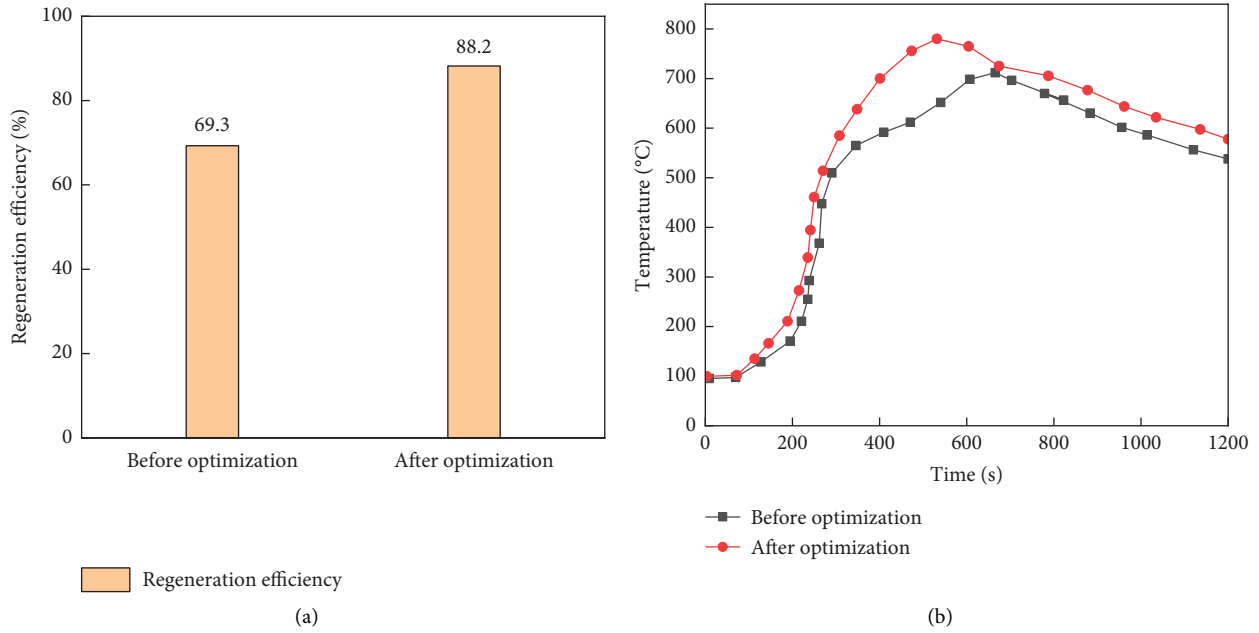 100
80
60
40
20
0
Regeneration efficiency (%)
69.3
88.2
Before optimization
After optimization
Regeneration efficiency
(a)
800
700
600
500
400
300
200
100
0
Temperature (°C)
0 200 400 600 800 1000 1200
Time (s)
Before optimization
After optimization
(b)